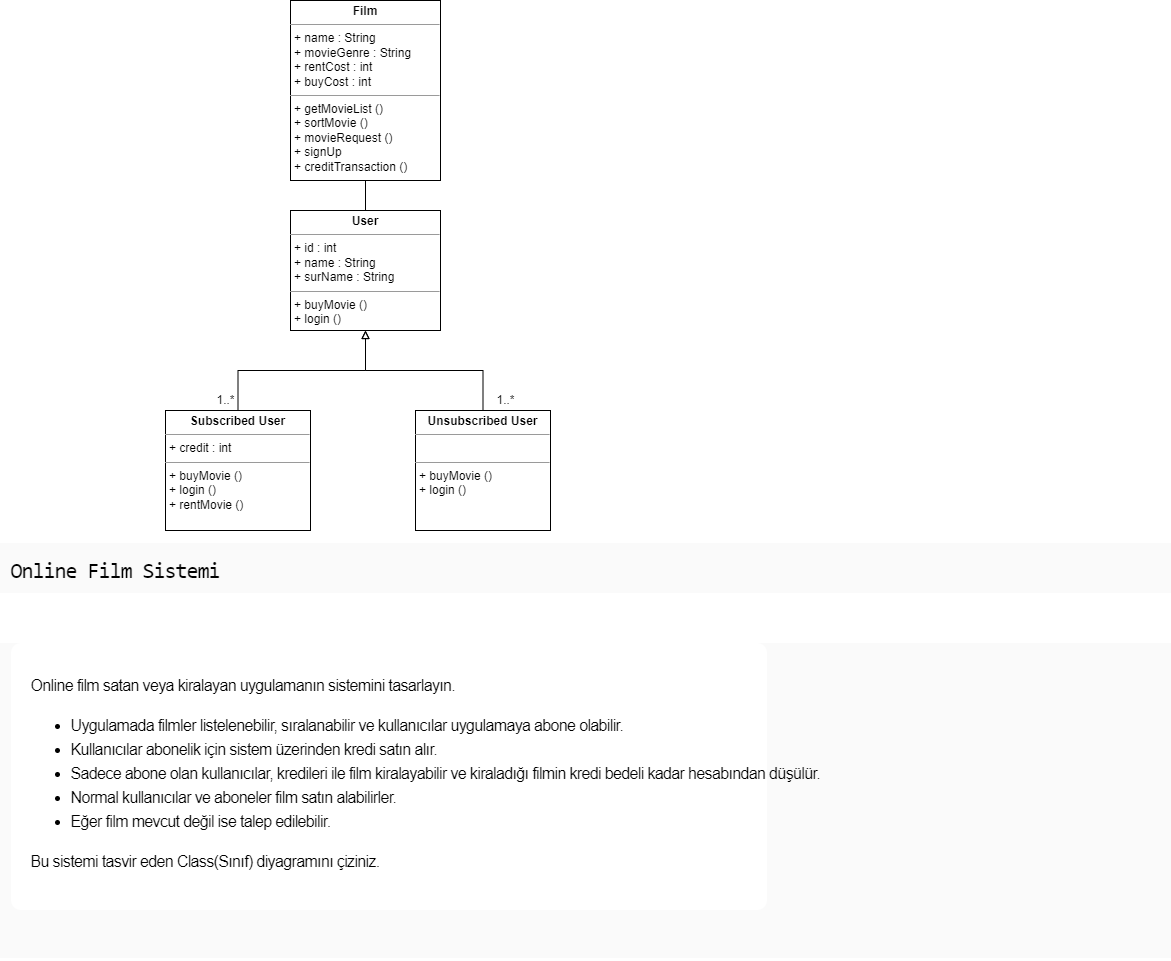 Film
+ name : String
+ movieGenre : String
+ rentCost : int
+ buyCost : int
+ getMovieList ()
+ sortMovie ()
+ movieRequest ()
+ signUp
+ creditTransaction ()
User
+ id : int
+ name : String
+ surName : String
+ buyMovie ()
+ login ()
1..*
1..*
Subscribed User
+ credit : int
+ buyMovie ()
+ login ()
+ rentMovie ()
Unsubscribed User
+ buyMovie ()
+ login ()
Online Film Sistemi
Online film satan veya kiralayan uygulamanın sistemini tasarlayın.
• Uygulamada filmler listelenebilir, sıralanabilir ve kullanıcılar uygulamaya abone olabilir.
• Kullanıcılar abonelik için sistem üzerinden kredi satın alır.
• Sadece abone olan kullanıcılar, kredileri ile film kiralayabilir ve kiraladığı filmin kredi bedeli kadar hesabından düşülür.
• Normal kullanıcılar ve aboneler film satın alabilirler.
• Eğer film mevcut değil ise talep edilebilir.
Bu sistemi tasvir eden Class(Sınıf) diyagramını çiziniz.